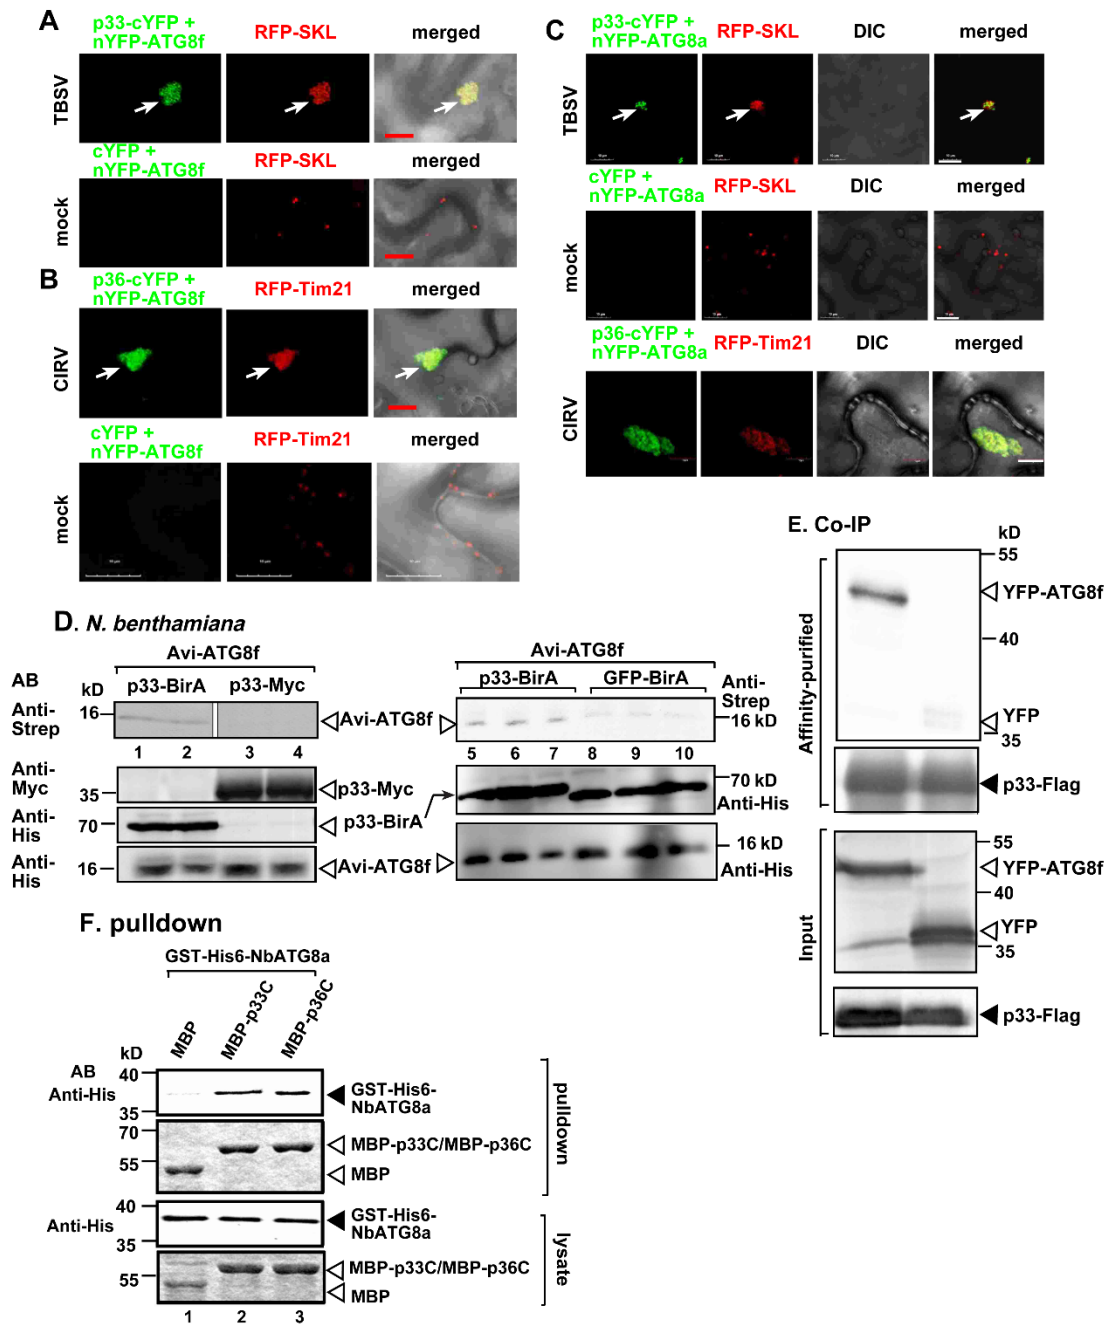 A
p33-cYFP +
nYFP-ATG8f
RFP-SKL
merged
TBSV
cYFP +
nYFP-ATG8f
RFP-SKL
merged
mock
B
p36-cYFP +
nYFP-ATG8f
RFP-Tim21
merged
CIRV
cYFP +
nYFP-ATG8f
RFP-Tim21
merged
mock
C
p33-cYFP +
nYFP-ATG8a
RFP-SKL
DIC
merged
TBSV
cYFP +
nYFP-ATG8a
RFP-SKL
DIC
merged
mock
p36-cYFP +
nYFP-ATG8a
RFP-Tim21
DIC
merged
CIRV
D. N. benthamiana
Avi-ATG8f
AB
kD
p33-BirA
p33-Myc
Anti-
Strep
16
Avi-ATG8f
1 2 3 4
Anti-
Myc
35
p33-Myc
Anti-
His
70
p33-BirA
Anti-
His
16
Avi-ATG8f
Avi-ATG8f
p33-BirA
GFP-BirA
Anti-
Strep
16 kD
5 6 7 8 9 10
70 kD
Anti-His
16 kD
Anti-His
E. Co-IP
kD
55
YFP-ATG8f
40
YFP
35
Affinity-purified
p33-Flag
55
YFP-ATG8f
40
YFP
35
Input
p33-Flag
F. pulldown
GST-His6-NbATG8a
MBP
MBP-p33C
MBP-p36C
kD
AB
40
Anti-His
35
GST-His6-
NbATG8a
70
MBP-p33C/MBP-p36C
55
MBP
pulldown
40
Anti-His
GST-His6-
NbATG8a
35
MBP-p33C/MBP-p36C
55
MBP
lysate
1 2 3